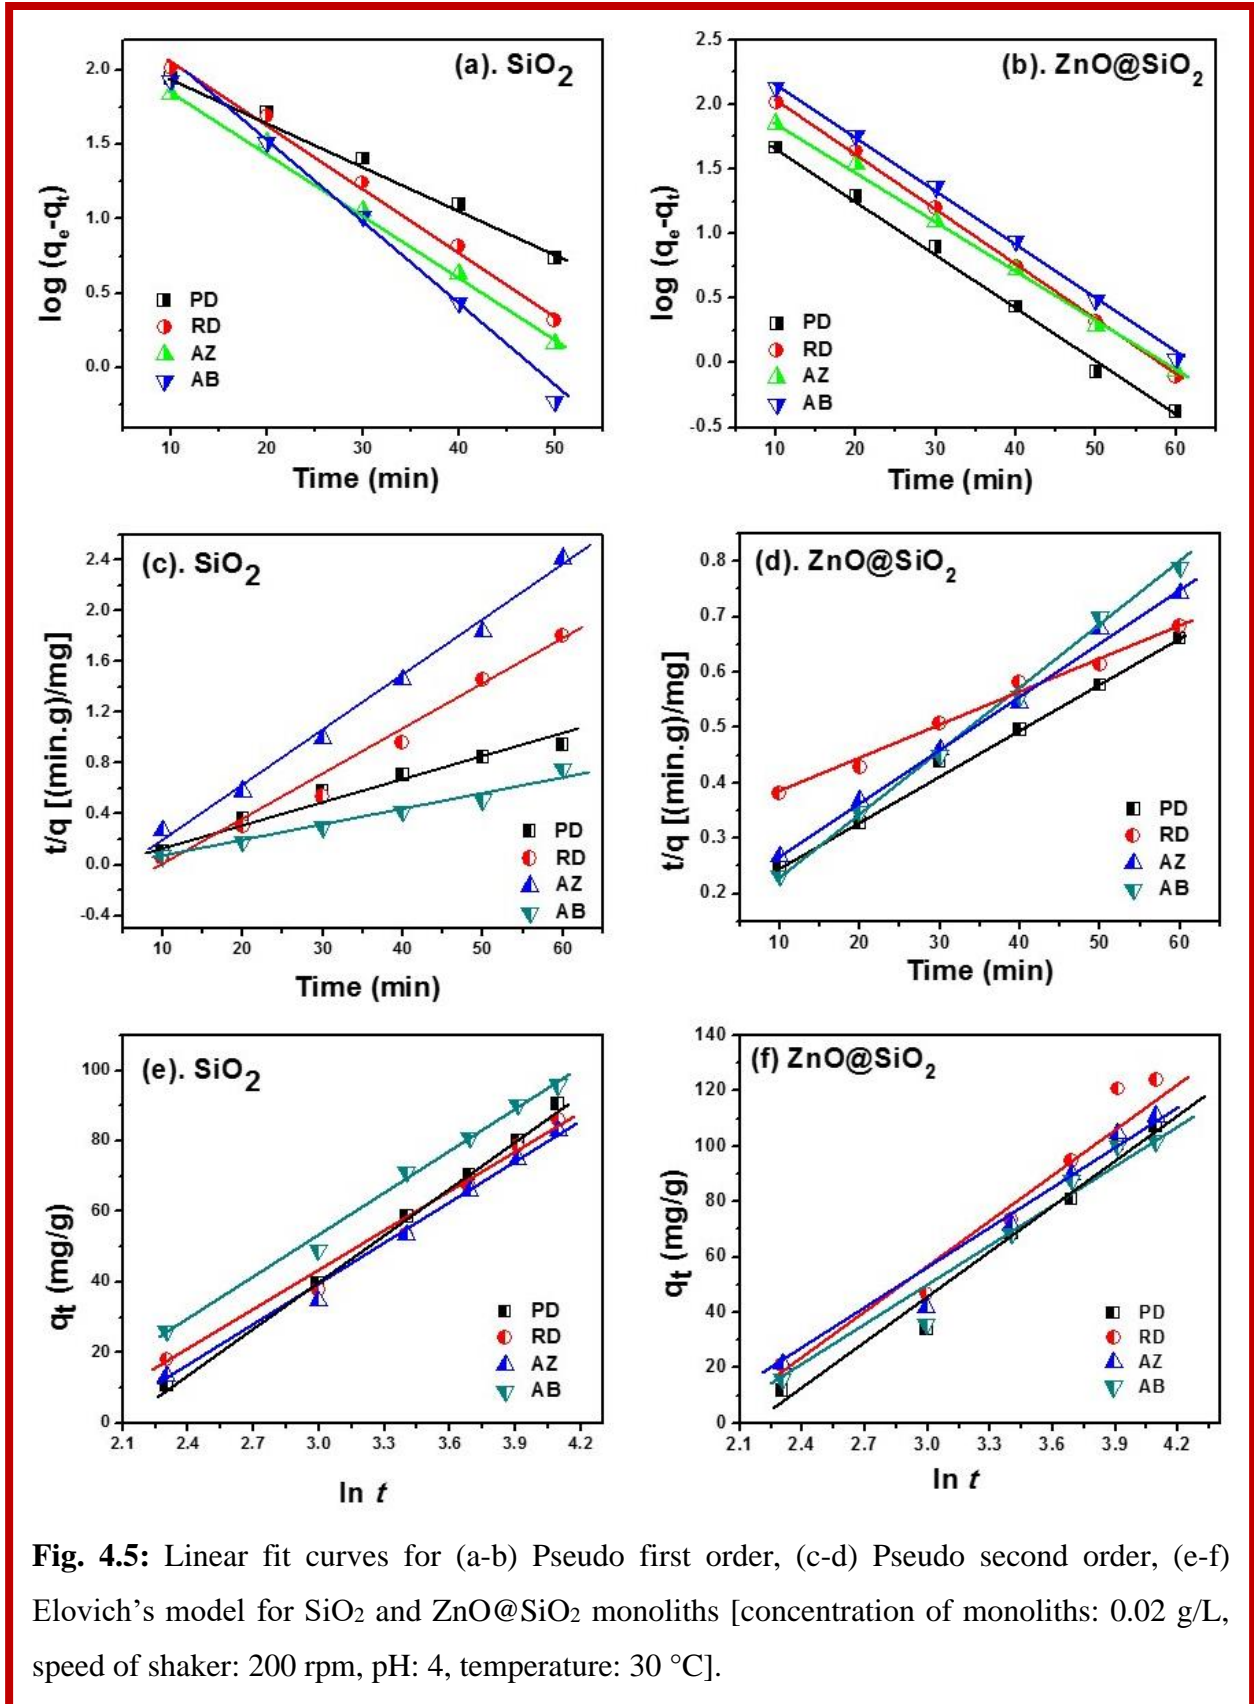 (a). SiO2
log (qe-qt)
2.0
1.5
1.0
0.5
0.0
PD
RD
AZ
AB
10 20 30 40 50
Time (min)
(b). ZnO@SiO2
log (qe-qt)
2.5
2.0
1.5
1.0
0.5
0.0
-0.5
PD
RD
AZ
AB
10 20 30 40 50 60
Time (min)
(c). SiO2
t/q [(min.g)/mg]
2.4
2.0
1.6
1.2
0.8
0.4
0.0
-0.4
PD
RD
AZ
AB
10 20 30 40 50 60
Time (min)
(d). ZnO@SiO2
t/q [(min.g)/mg]
0.8
0.7
0.6
0.5
0.4
0.3
0.2
PD
RD
AZ
AB
10 20 30 40 50 60
Time (min)
(e). SiO2
qt (mg/g)
100
80
60
40
20
0
PD
RD
AZ
AB
2.1 2.4 2.7 3.0 3.3 3.6 3.9 4.2
ln t
(f) ZnO@SiO2
qt (mg/g)
140
120
100
80
60
40
20
0
PD
RD
AZ
AB
2.1 2.4 2.7 3.0 3.3 3.6 3.9 4.2
ln t
Fig. 4.5: Linear fit curves for (a-b) Pseudo first order, (c-d) Pseudo second order, (e-f)
Elovich’s model for SiO2 and ZnO@SiO2 monoliths [concentration of monoliths: 0.02 g/L,
speed of shaker: 200 rpm, pH: 4, temperature: 30 °C].